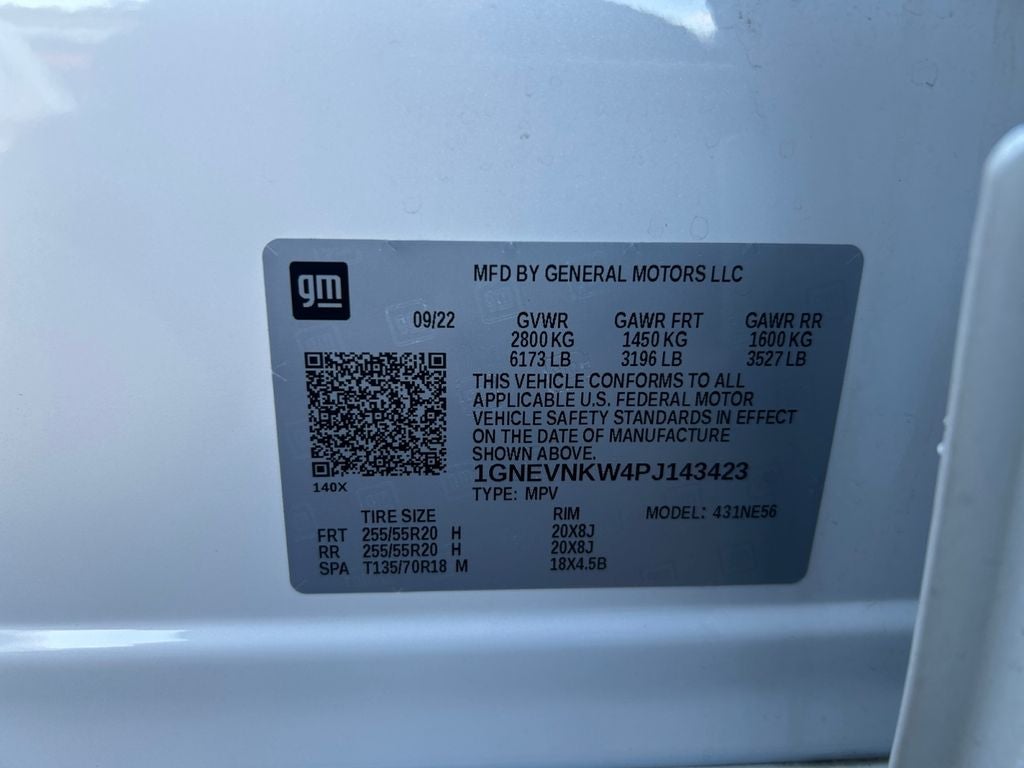 gm
MFD BY GENERAL MOTORS LLC
09/22 GVWR GAWR FRT GAWR RR
2800 KG 1450 KG 1600 KG
6173 LB 3196 LB 3527 LB
THIS VEHICLE CONFORMS TO ALL
APPLICABLE U.S. FEDERAL MOTOR
VEHICLE SAFETY STANDARDS IN EFFECT
ON THE DATE OF MANUFACTURE
SHOWN ABOVE.
1GNEVNKW4PJ143423
140X
TYPE: MPV
TIRE SIZE RIM MODEL: 431NE56
FRT 255/55R20 H 20X8J
RR 255/55R20 H 20X8J
SPA T135/70R18 M 18X4.5B